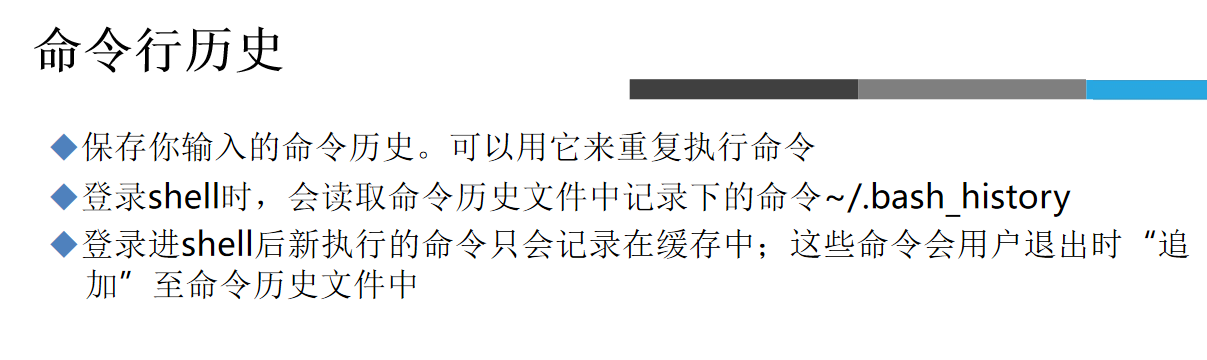 命令行历史
保存你输入的命令历史。可以用它来重复执行命令
登录shell时，会读取命令历史文件中记录下的命令~/.bash_history
登录进shell后新执行的命令只会记录在缓存中；这些命令会用户退出时“追
加”至命令历史文件中